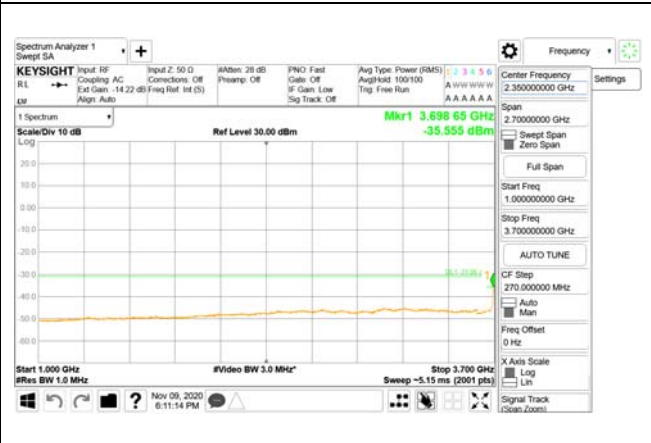 Spectrum Analyzer 1
Swept SA
Frequency
KEYSIGHT
RL
Input: RF
Coupling: AC
Ext Gain: -14.22 dB
Align: Auto
Input Z: 50 Ω
Corrections: Off
Freq Ref: Int (S)
#Atten: 28 dB
Preamp: Off
PNO: Fast
Gate: Off
IF Gain: Low
Sig Track: Off
Avg Type: Power (RMS)
Avg|Hold: 100/100
Trig: Free Run
1 2 3 4 5 6
A W W W W W
A A A A A A
Center Frequency
2.350000000 GHz
Settings
1 Spectrum
Mkr1 3.698 65 GHz
Scale/Div 10 dB
Ref Level 30.00 dBm
-35.555 dBm
Log
Span
2.70000000 GHz
Swept Span
Zero Span
Full Span
Start Freq
1.000000000 GHz
Stop Freq
3.700000000 GHz
AUTO TUNE
CF Step
270.000000 MHz
Auto
Man
Freq Offset
0 Hz
X Axis Scale
Log
Lin
Signal Track
(Span Zoom)
20.0
10.0
0.00
-10.0
-20.0
-30.0
1
-40.0
-50.0
-60.0
Start 1.000 GHz
#Video BW 3.0 MHz*
Stop 3.700 GHz
#Res BW 1.0 MHz
Sweep ~5.15 ms (2001 pts)
?
Nov 09, 2020
6:11:14 PM